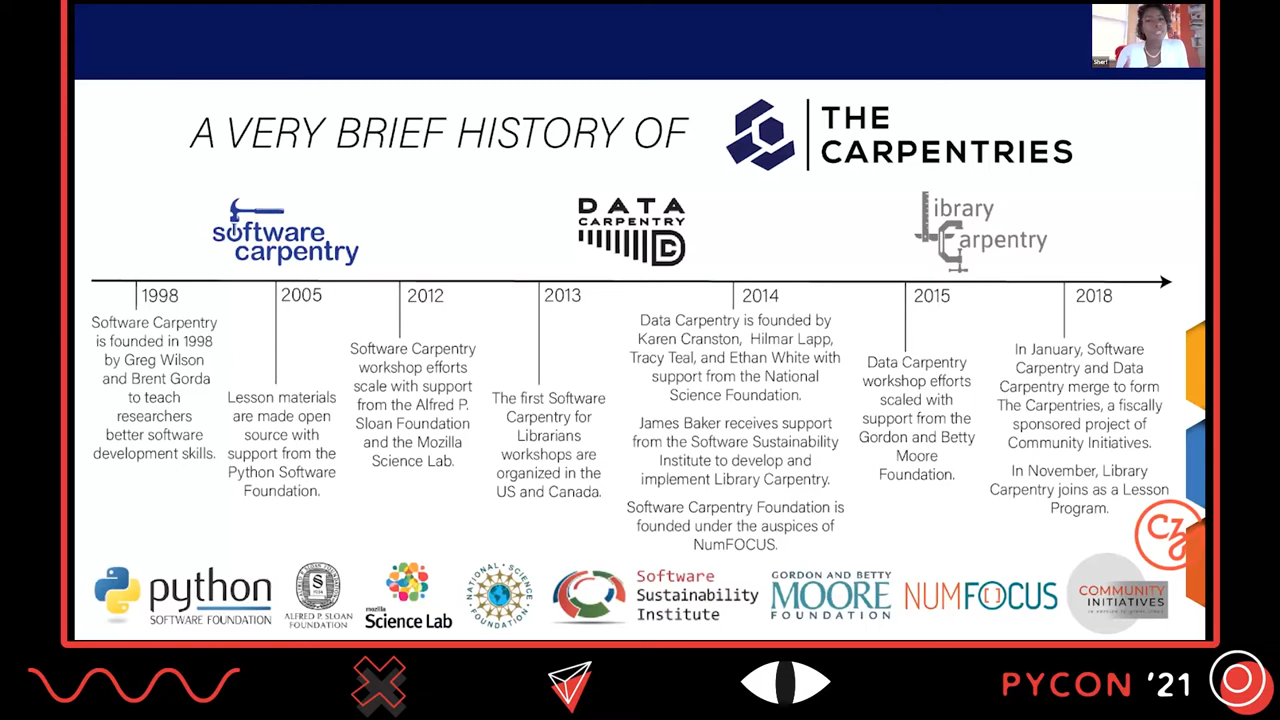 Sheri
A VERY BRIEF HISTORY OF
THE
CARPENTRIES
software
carpentry
DATA
CARPENTRY
DC
Library
Carpentry
1998
Software Carpentry
is founded in 1998
by Greg Wilson
and Brent Gorda
to teach
researchers
better software
development skills.
2005
Lesson materials
are made open
source with
support from the
Python Software
Foundation.
2012
Software Carpentry
workshop efforts
scale with support
from the Alfred P.
Sloan Foundation
and the Mozilla
Science Lab.
2013
The first Software
Carpentry for
Librarians
workshops are
organized in the
US and Canada.
2014
Data Carpentry is founded by
Karen Cranston, Hilmar Lapp,
Tracy Teal, and Ethan White with
support from the National
Science Foundation.
James Baker receives support
from the Software Sustainability
Institute to develop and
implement Library Carpentry.
Software Carpentry Foundation is
founded under the auspices of
NumFOCUS.
2015
Data Carpentry
workshop efforts
scaled with
support from the
Gordon and Betty
Moore
Foundation.
2018
In January, Software
Carpentry and Data
Carpentry merge to form
The Carpentries, a fiscally
sponsored project of
Community Initiatives.
In November, Library
Carpentry joins as a Lesson
Program.
CZ
python
SOFTWARE FOUNDATION
ALFRED P. SLOAN
FOUNDATION
mozilla
Science Lab
NATIONAL SCIENCE FOUNDATION
Software
Sustainability
Institute
GORDON AND BETTY
MOORE
FOUNDATION
NUMFOCUS
COMMUNITY
INITIATIVES
PYCON '21